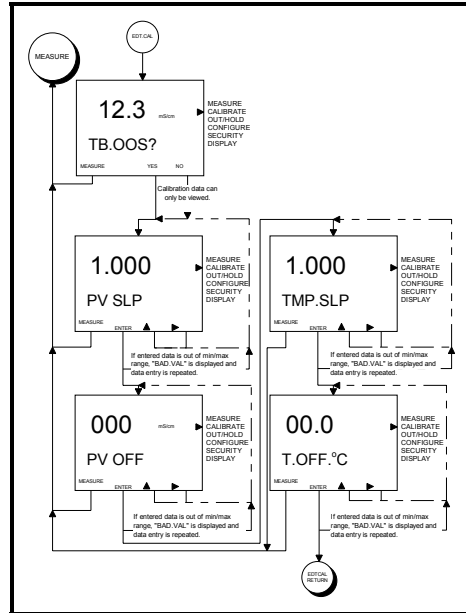 EDT.CAL
MEASURE
12.3 mS/cm
TB.OOS?
MEASURE YES NO
MEASURE
CALIBRATE
OUT/HOLD
CONFIGURE
SECURITY
DISPLAY
Calibration data can
only be viewed.
1.000
PV SLP
MEASURE
ENTER
MEASURE
CALIBRATE
OUT/HOLD
CONFIGURE
SECURITY
DISPLAY
If entered data is out of min/max
range, "BAD.VAL" is displayed and
data entry is repeated.
1.000
TMP.SLP
MEASURE
ENTER
MEASURE
CALIBRATE
OUT/HOLD
CONFIGURE
SECURITY
DISPLAY
If entered data is out of min/max
range, "BAD.VAL" is displayed and
data entry is repeated.
000 mS/cm
PV OFF
MEASURE
ENTER
MEASURE
CALIBRATE
OUT/HOLD
CONFIGURE
SECURITY
DISPLAY
If entered data is out of min/max
range, "BAD.VAL" is displayed and
data entry is repeated.
00.0
T.OFF.°C
MEASURE
ENTER
MEASURE
CALIBRATE
OUT/HOLD
CONFIGURE
SECURITY
DISPLAY
If entered data is out of min/max
range, "BAD.VAL" is displayed and
data entry is repeated.
EDTCAL
RETURN